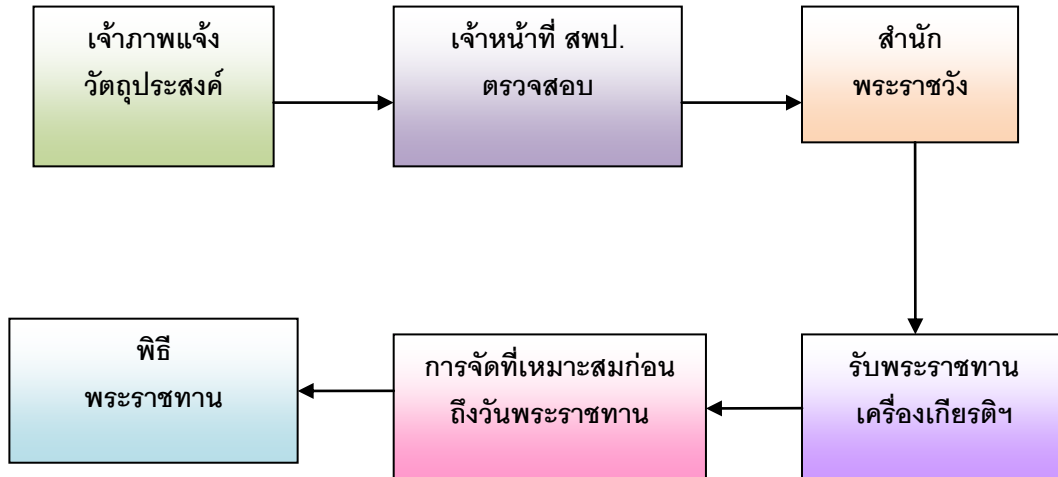 เจ้าภาพแจ้ง
วัตถุประสงค์
เจ้าหน้าที่ สพป.
ตรวจสอบ
สำนัก
พระราชวัง
รับพระราชทาน
เครื่องเกียรติฯ
การจัดที่เหมาะสมก่อน
ถึงวันพระราชทาน
พิธี
พระราชทาน